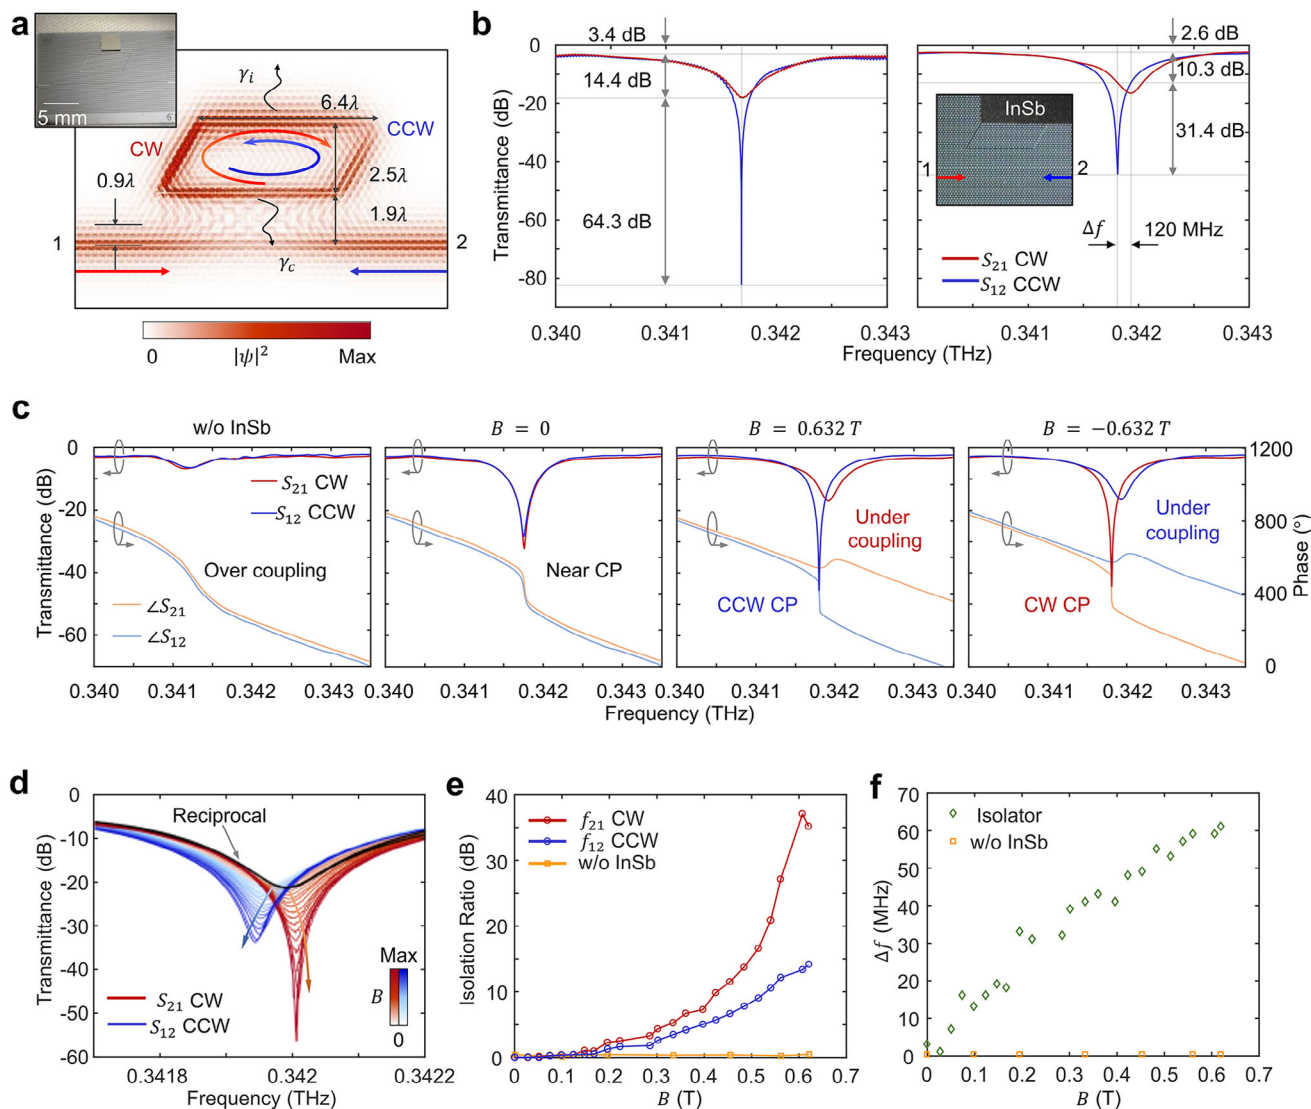 a
5 mm
γi
6.4λ
CCW
CW
0.9λ
2.5λ
1.9λ
1
2
γc
0
|ψ|²
Max
b
Transmittance (dB)
0
-20
-40
-60
-80
3.4 dB
14.4 dB
64.3 dB
2.6 dB
10.3 dB
31.4 dB
InSb
1
2
Δf
120 MHz
S21 CW
S12 CCW
0.340
0.341
0.342
0.343
0.341
0.342
0.343
Frequency (THz)
c
w/o InSb
B = 0
B = 0.632 T
B = −0.632 T
Transmittance (dB)
0
-20
-40
-60
S21 CW
S12 CCW
Over coupling
∠S21
∠S12
Near CP
Under
coupling
CCW CP
Under
coupling
CW CP
1200
800
400
0
Phase (°)
0.340
0.341
0.342
0.343
0.340
0.341
0.342
0.343
0.340
0.341
0.342
0.343
0.340
0.341
0.342
0.343
Frequency (THz)
d
Transmittance (dB)
0
-10
-20
-30
-40
-50
-60
Reciprocal
Max
B
0
S21 CW
S12 CCW
0.3418
0.342
0.3422
Frequency (THz)
e
Isolation Ratio (dB)
40
30
20
10
0
f21 CW
f12 CCW
w/o InSb
0
0.1
0.2
0.3
0.4
0.5
0.6
0.7
B (T)
f
Δf (MHz)
70
60
50
40
30
20
10
0
Isolator
w/o InSb
0
0.1
0.2
0.3
0.4
0.5
0.6
0.7
B (T)